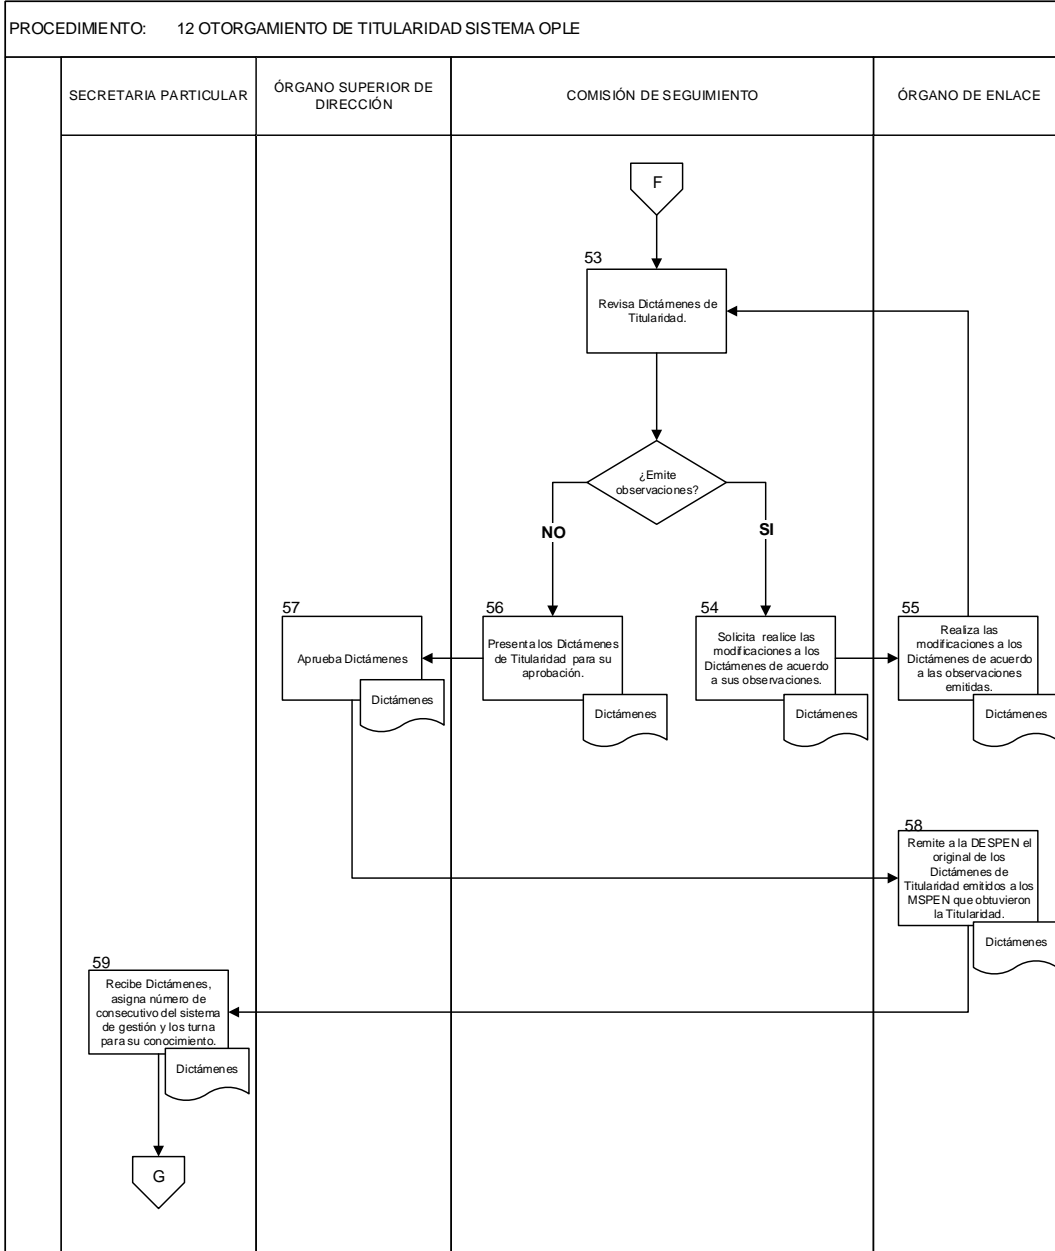 PROCEDIMIENTO: 12 OTORGAMIENTO DE TITULARIDAD SISTEMA OPLE
SECRETARIA PARTICULAR
ÓRGANO SUPERIOR DE
DIRECCIÓN
COMISIÓN DE SEGUIMIENTO
ÓRGANO DE ENLACE
F
53
Revisa Dictámenes de
Titularidad.
¿Emite
observaciones?
NO
SI
57
Aprueba Dictámenes
Dictámenes
56
Presenta los Dictámenes
de Titularidad para su
aprobación.
Dictámenes
54
Solicita realice las
modificaciones a los
Dictámenes de acuerdo
a sus observaciones.
Dictámenes
55
Realiza las
modificaciones a los
Dictámenes de acuerdo
a las observaciones
emitidas.
Dictámenes
58
Remite a la DESPEN el
original de los
Dictámenes de
Titularidad emitidos a los
MSPEN que obtuvieron
la Titularidad.
Dictámenes
59
Recibe Dictámenes,
asigna número de
consecutivo del sistema
de gestión y los turna
para su conocimiento.
Dictámenes
G